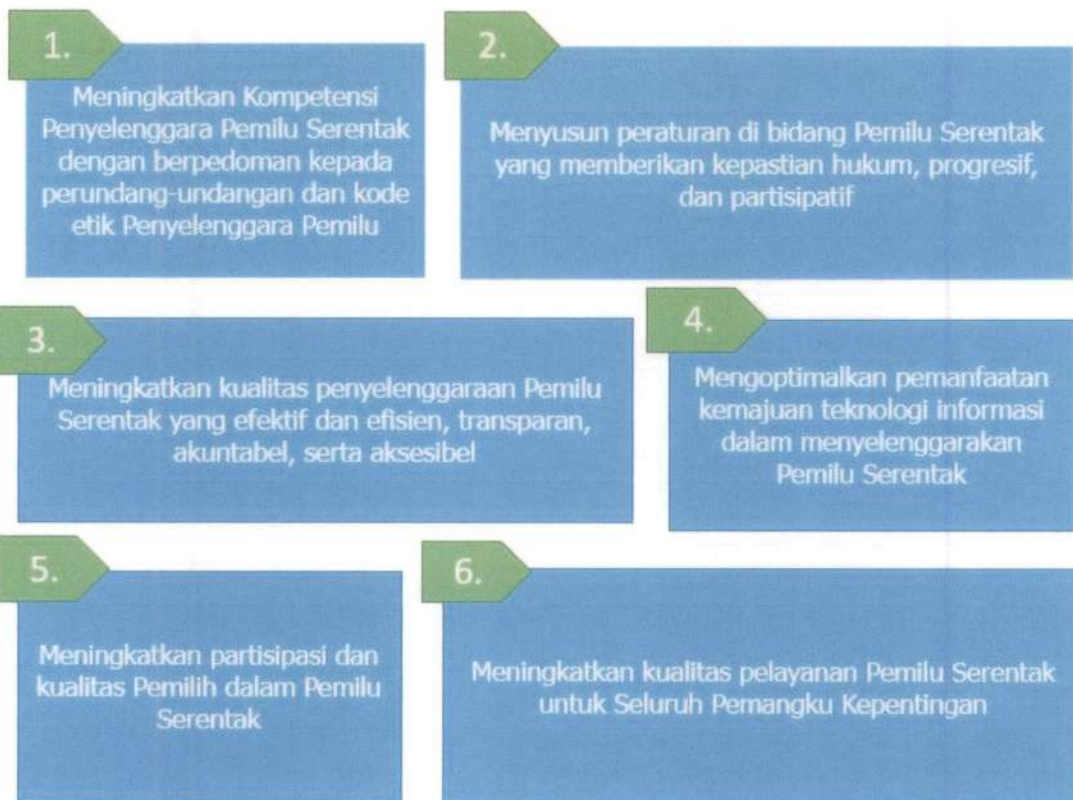 1.
Meningkatkan Kompetensi
Penyelenggara Pemilu Serentak
dengan berpedoman kepada
perundang-undangan dan kode
etik Penyelenggara Pemilu
2.
Menyusun peraturan di bidang Pemilu Serentak
yang memberikan kepastian hukum, progresif,
dan partisipatif
3.
Meningkatkan kualitas penyelenggaraan Pemilu
Serentak yang efektif dan efisien, transparan,
akuntabel, serta aksesibel
4.
Mengoptimalkan pemanfaatan
kemajuan teknologi informasi
dalam menyelenggarakan
Pemilu Serentak
5.
Meningkatkan partisipasi dan
kualitas Pemilih dalam Pemilu
Serentak
6.
Meningkatkan kualitas pelayanan Pemilu Serentak
untuk Seluruh Pemangku Kepentingan